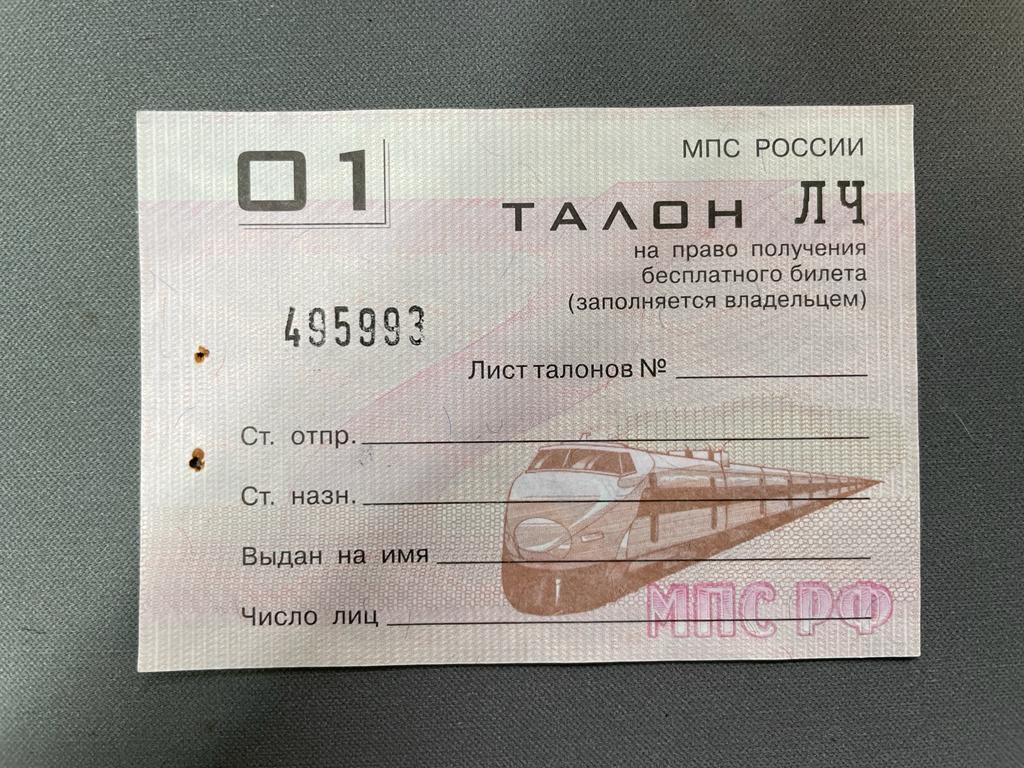 01
МПС РОССИИ
ТАЛОН ЛЧ
на право получения
бесплатного билета
(заполняется владельцем)
495993
Лист талонов №
Ст. отпр.
Ст. назн.
Выдан на имя
Число лиц
МПС РФ